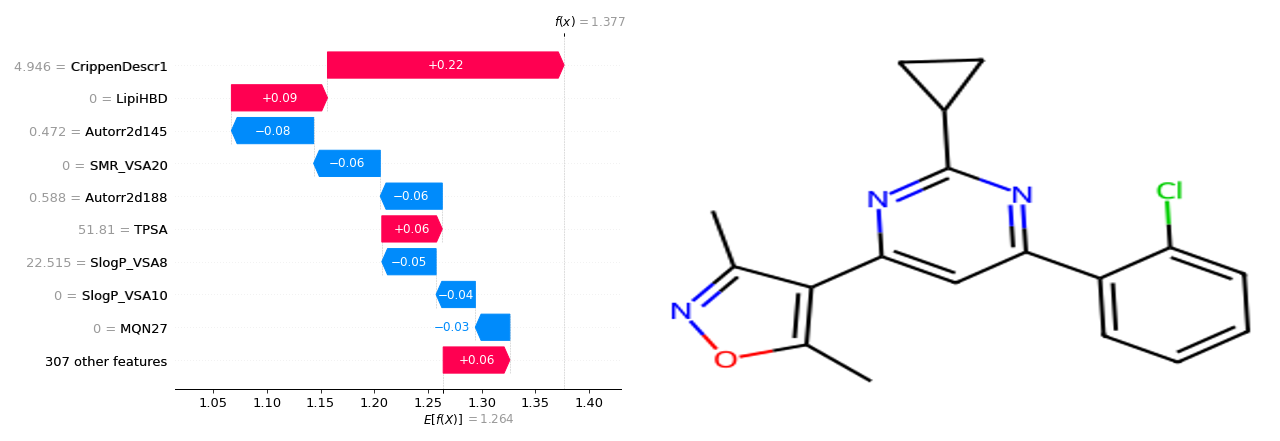 f(x) = 1.377
4.946 = CrippenDescr1
+0.22
0 = LipiHBD
+0.09
0.472 = Autorr2d145
−0.08
0 = SMR_VSA20
−0.06
0.588 = Autorr2d188
−0.06
51.81 = TPSA
+0.06
22.515 = SlogP_VSA8
−0.05
0 = SlogP_VSA10
−0.04
0 = MQN27
−0.03
307 other features
+0.06
1.05 1.10 1.15 1.20 1.25 1.30 1.35 1.40
E[f(X)] = 1.264
Cl
N N
N
O